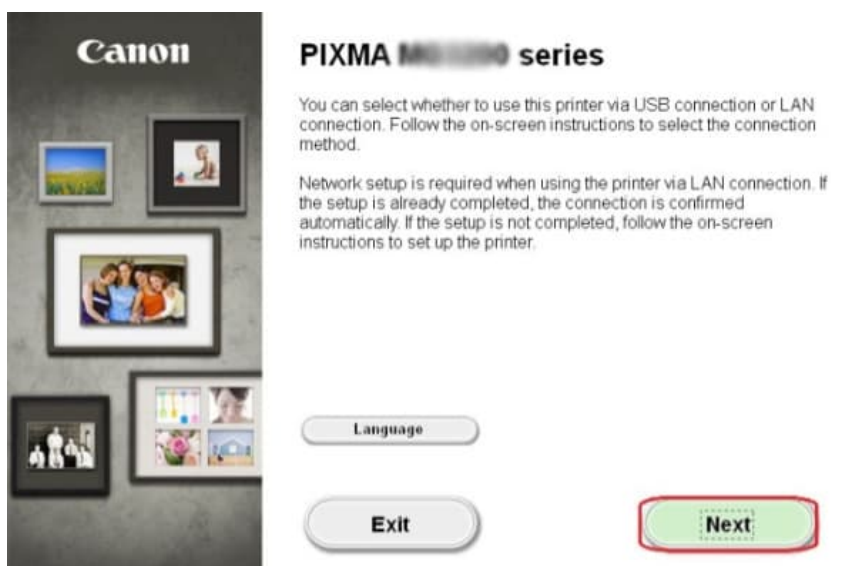 Canon
PIXMA series
You can select whether to use this printer via USB connection or LAN
connection. Follow the on-screen instructions to select the connection
method.
Network setup is required when using the printer via LAN connection. If
the setup is already completed, the connection is confirmed
automatically. If the setup is not completed, follow the on-screen
instructions to set up the printer.
Language
Exit
Next